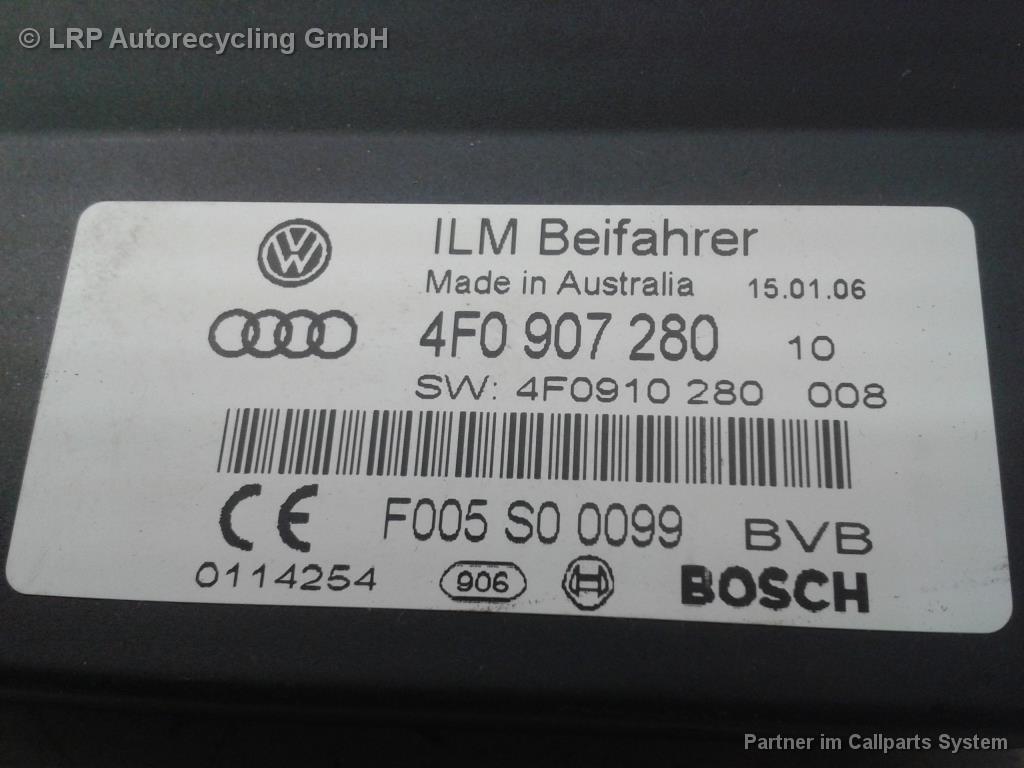 © LRP Autorecycling GmbH
ILM Beifahrer
Made in Australia 15.01.06
4F0 907 280 10
SW: 4F0910 280 008
CE F005 S0 0099 BVB
0114254 906 BOSCH
Partner im Callparts System